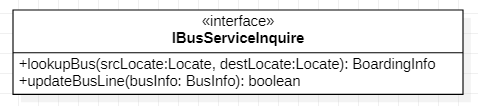 «interface»
IBusServiceInquire
+lookupBus(srcLocate:Locate, destLocate:Locate): BoardingInfo
+updateBusLine(busInfo: BusInfo): boolean